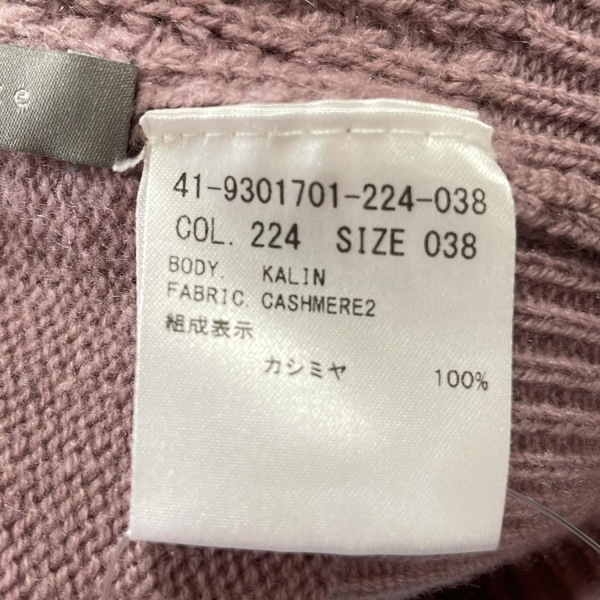 41-9301701-224-038
COL. 224 SIZE 038
BODY. KALIN
FABRIC. CASHMERE2
組成表示
カシミヤ 100%